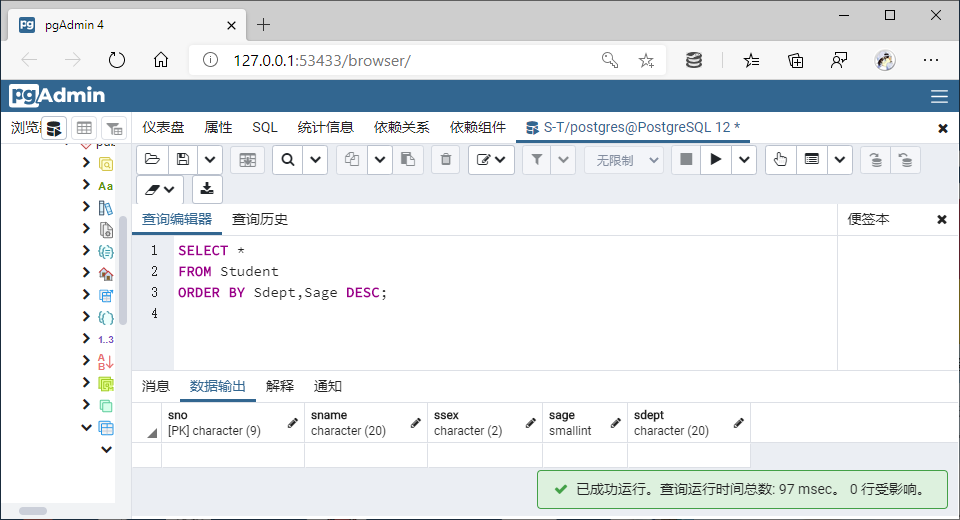 pgAdmin 4
127.0.0.1:53433/browser/
pgAdmin
浏览器 仪表盘 属性 SQL 统计信息 依赖关系 依赖组件 S-T/postgres@PostgreSQL 12 *
无限制
查询编辑器 查询历史 便签本
1 SELECT *
2 FROM Student
3 ORDER BY Sdept,Sage DESC;
4
Aa
1..3
A
B
消息 数据输出 解释 通知
sno sname ssex sage sdept
[PK] character (9) character (20) character (2) smallint character (20)
已成功运行。查询运行时间总数: 97 msec。 0 行受影响。